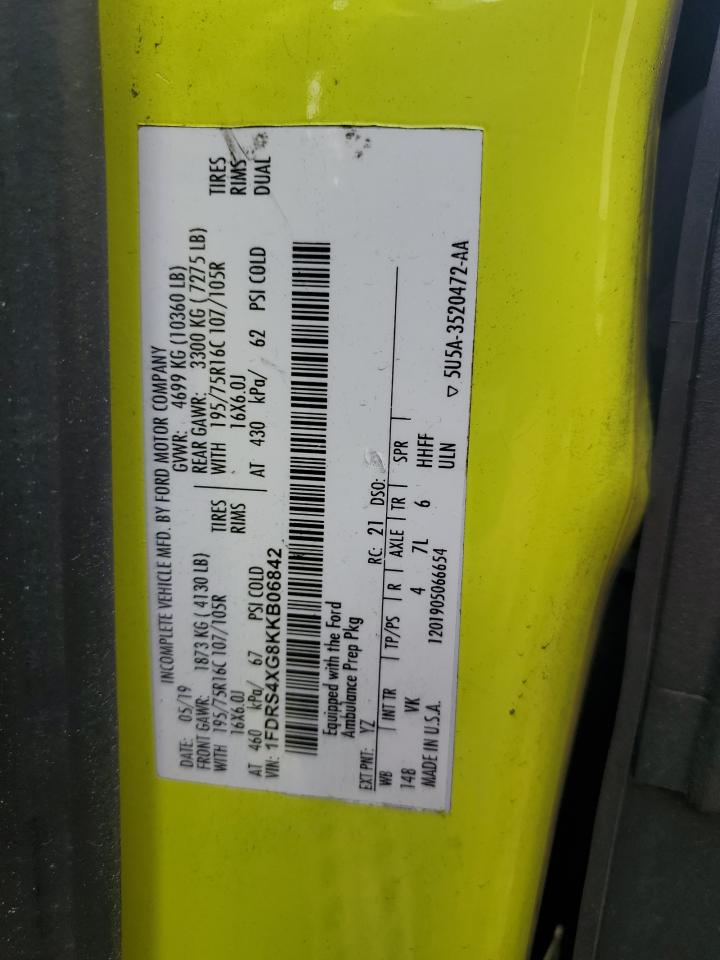 INCOMPLETE VEHICLE MFD. BY FORD MOTOR COMPANY
DATE: 05/19 GVWR: 4699 KG (10360 LB)
FRONT GAWR: 1873 KG ( 4130 LB) REAR GAWR: 3300 KG ( 7275 LB)
WITH 195/75R16C 107/105R TIRES WITH 195/75R16C 107/105R TIRES
16X6.0J RIMS 16X6.0J RIMS
AT 460 kPa/ 67 PSI COLD AT 430 kPa/ 62 PSI COLD DUAL
VIN: 1FDRS4XG8KKB06842
Equipped with the Ford
Ambulance Prep Pkg
EXT PNT: YZ RC: 21 DSO:
WB INT TR TP/PS R AXLE TR SPR
148 VK 4 7L 6 HHFF
MADE IN U.S.A. 1201905066654 ULN ▽ 5U5A-3520472-AA